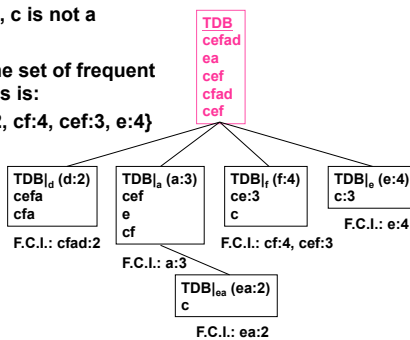 , c is not a
ne set of frequent
s is:
2, cf:4, cef:3, e:4}
TDB
cefad
ea
cef
cfad
cef
TDB|d (d:2)
cefa
cfa
F.C.I.: cfad:2
TDB|a (a:3)
cef
e
cf
F.C.I.: a:3
TDB|f (f:4)
ce:3
c
F.C.I.: cf:4, cef:3
TDB|e (e:4)
c:3
F.C.I.: e:4
TDB|ea (ea:2)
c
F.C.I.: ea:2